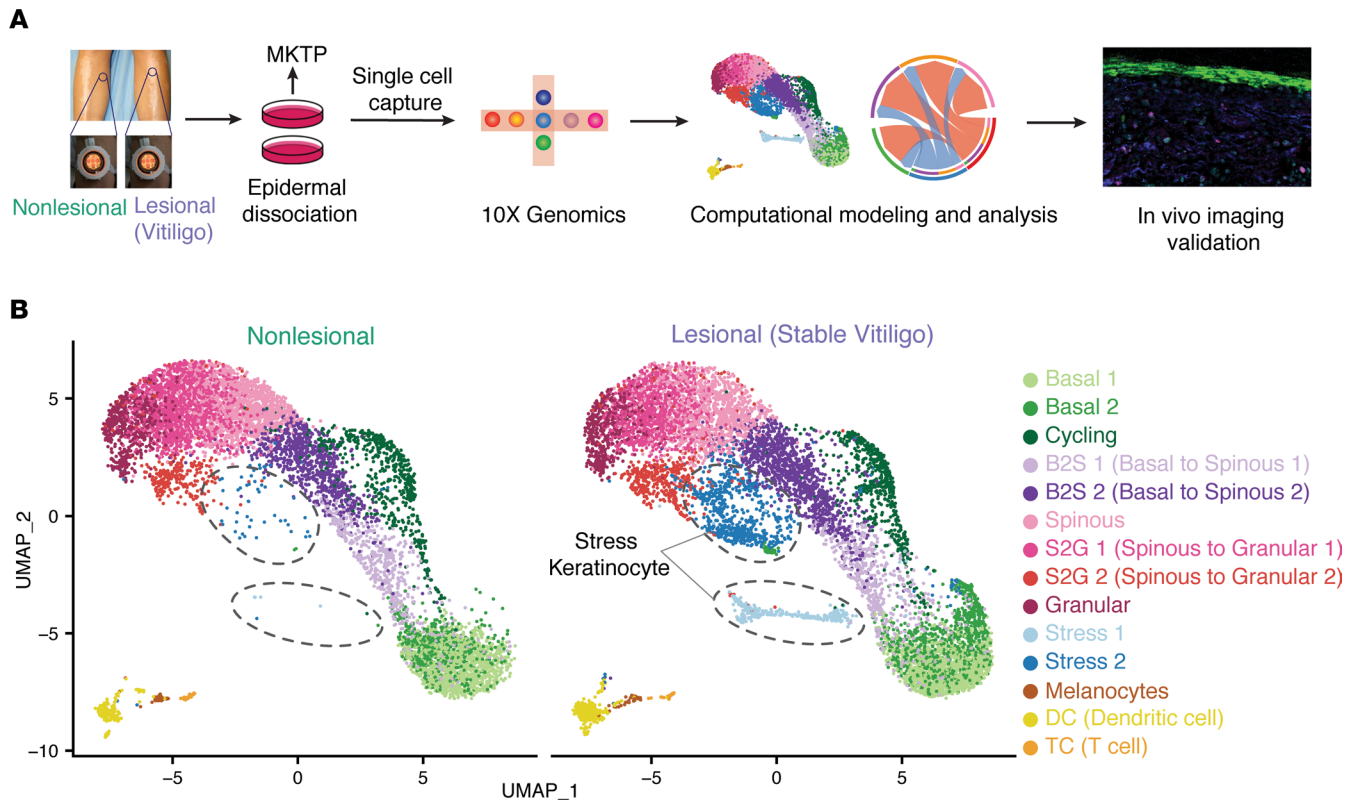 A
MKTP
Single cell
capture
Nonlesional
Lesional
(Vitiligo)
Epidermal
dissociation
10X Genomics
Computational modeling and analysis
In vivo imaging
validation
B
Nonlesional
Lesional (Stable Vitiligo)
UMAP_2
5
0
−5
−10
−5
0
5
−5
0
5
UMAP_1
Stress
Keratinocyte
Basal 1
Basal 2
Cycling
B2S 1 (Basal to Spinous 1)
B2S 2 (Basal to Spinous 2)
Spinous
S2G 1 (Spinous to Granular 1)
S2G 2 (Spinous to Granular 2)
Granular
Stress 1
Stress 2
Melanocytes
DC (Dendritic cell)
TC (T cell)